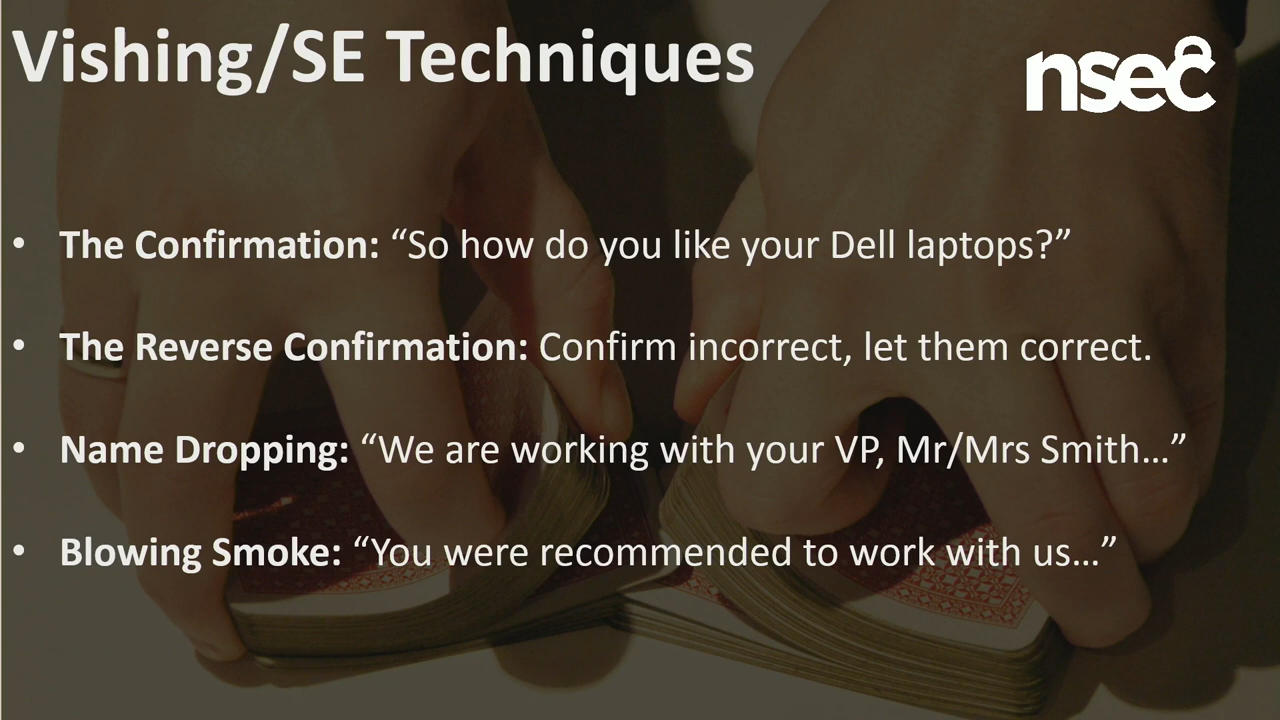 Vishing/SE Techniques
nsec
• The Confirmation: “So how do you like your Dell laptops?”
• The Reverse Confirmation: Confirm incorrect, let them correct.
• Name Dropping: “We are working with your VP, Mr/Mrs Smith…”
• Blowing Smoke: “You were recommended to work with us…”